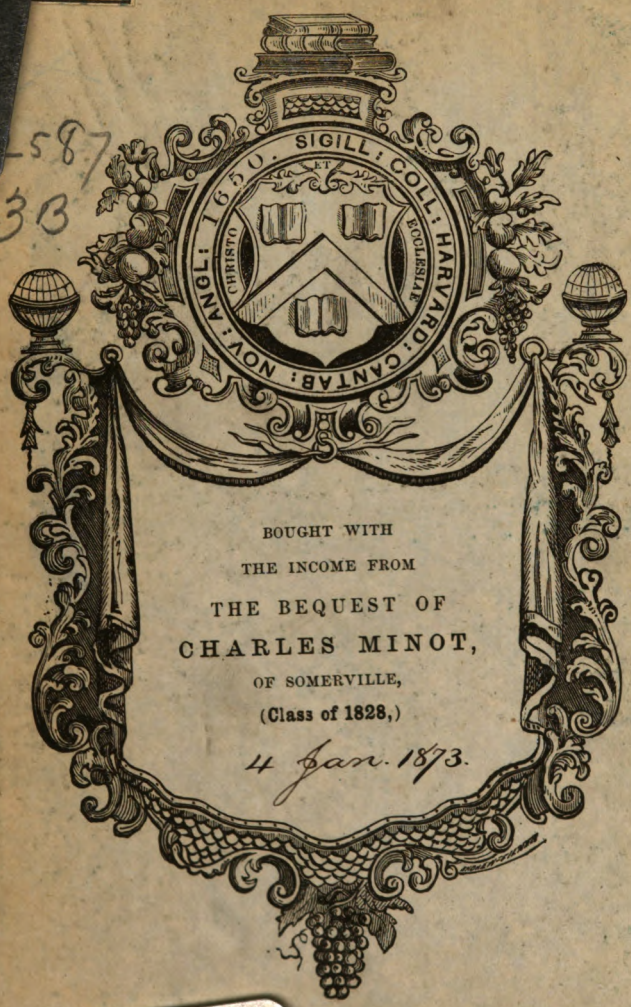 -587
3B
1650. SIGILL: COLL: HARVARD: CANTAB: NOV: ANGL:
ET
CHRISTO
ECCLESIAE
BOUGHT WITH
THE INCOME FROM
THE BEQUEST OF
CHARLES MINOT,
OF SOMERVILLE,
(Class of 1828,)
4 Jan. 1873.